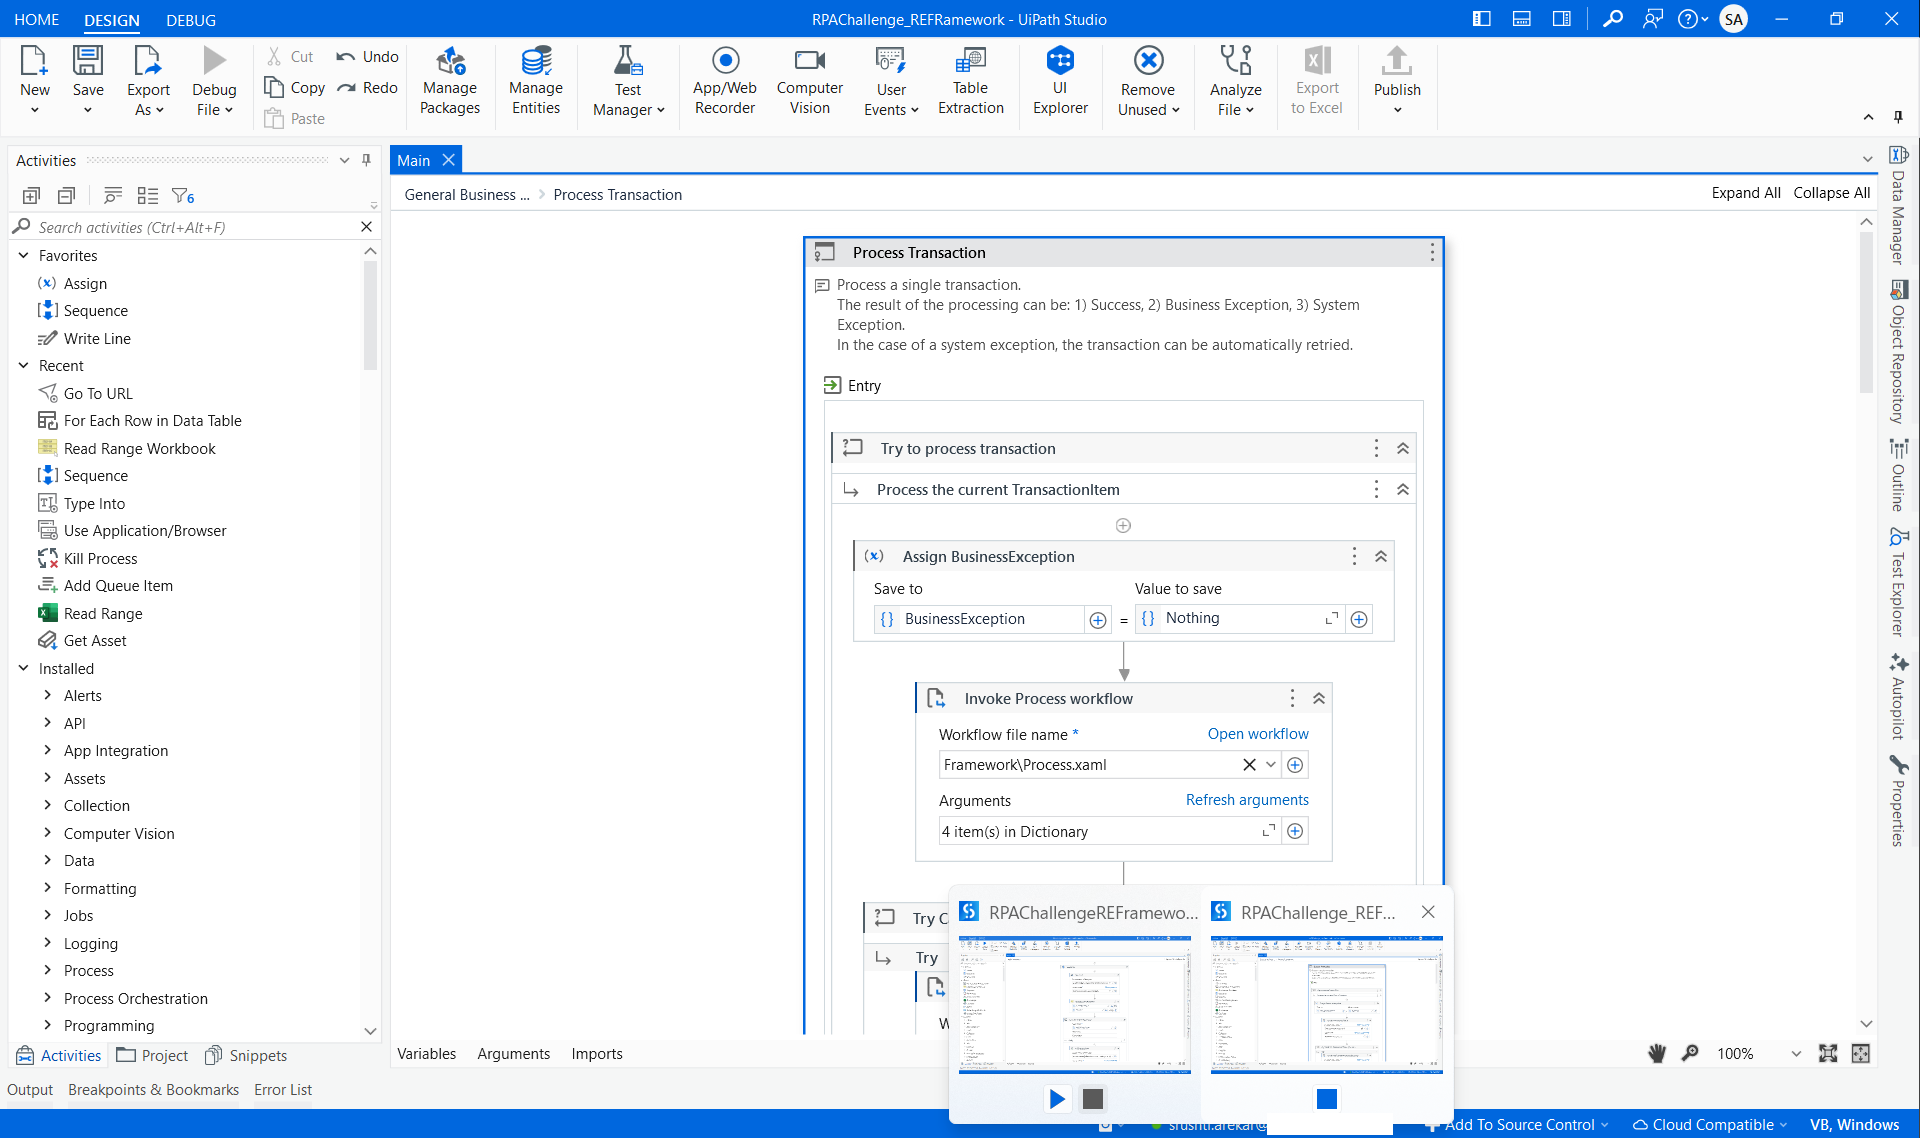 HOME DESIGN DEBUG
RPAChallenge_REFRamework - UiPath Studio
SA
New
Save
Export As
Debug File
Cut
Copy
Paste
Undo
Redo
Manage Packages
Manage Entities
Test Manager
App/Web Recorder
Computer Vision
User Events
Table Extraction
UI Explorer
Remove Unused
Analyze File
Export to Excel
Publish
Activities
6
Search activities (Ctrl+Alt+F)
Favorites
Assign
Sequence
Write Line
Recent
Go To URL
For Each Row in Data Table
Read Range Workbook
Sequence
Type Into
Use Application/Browser
Kill Process
Add Queue Item
Read Range
Get Asset
Installed
Alerts
API
App Integration
Assets
Collection
Computer Vision
Data
Formatting
Jobs
Logging
Process
Process Orchestration
Programming
Activities Project Snippets
Output Breakpoints & Bookmarks Error List
Main
General Business ... > Process Transaction
Expand All Collapse All
Process Transaction
Process a single transaction.
The result of the processing can be: 1) Success, 2) Business Exception, 3) System
Exception.
In the case of a system exception, the transaction can be automatically retried.
Entry
Try to process transaction
Process the current TransactionItem
Assign BusinessException
Save to Value to save
BusinessException = Nothing
Invoke Process workflow
Workflow file name * Open workflow
Framework\Process.xaml
Arguments Refresh arguments
4 item(s) in Dictionary
Try C
Try
W
RPAChallengeREFramewo...
RPAChallenge_REF...
Variables Arguments Imports
100%
Data Manager
Object Repository
Outline
Test Explorer
Autopilot
Properties
srushti.arekar@
Add To Source Control
Cloud Compatible
VB, Windows